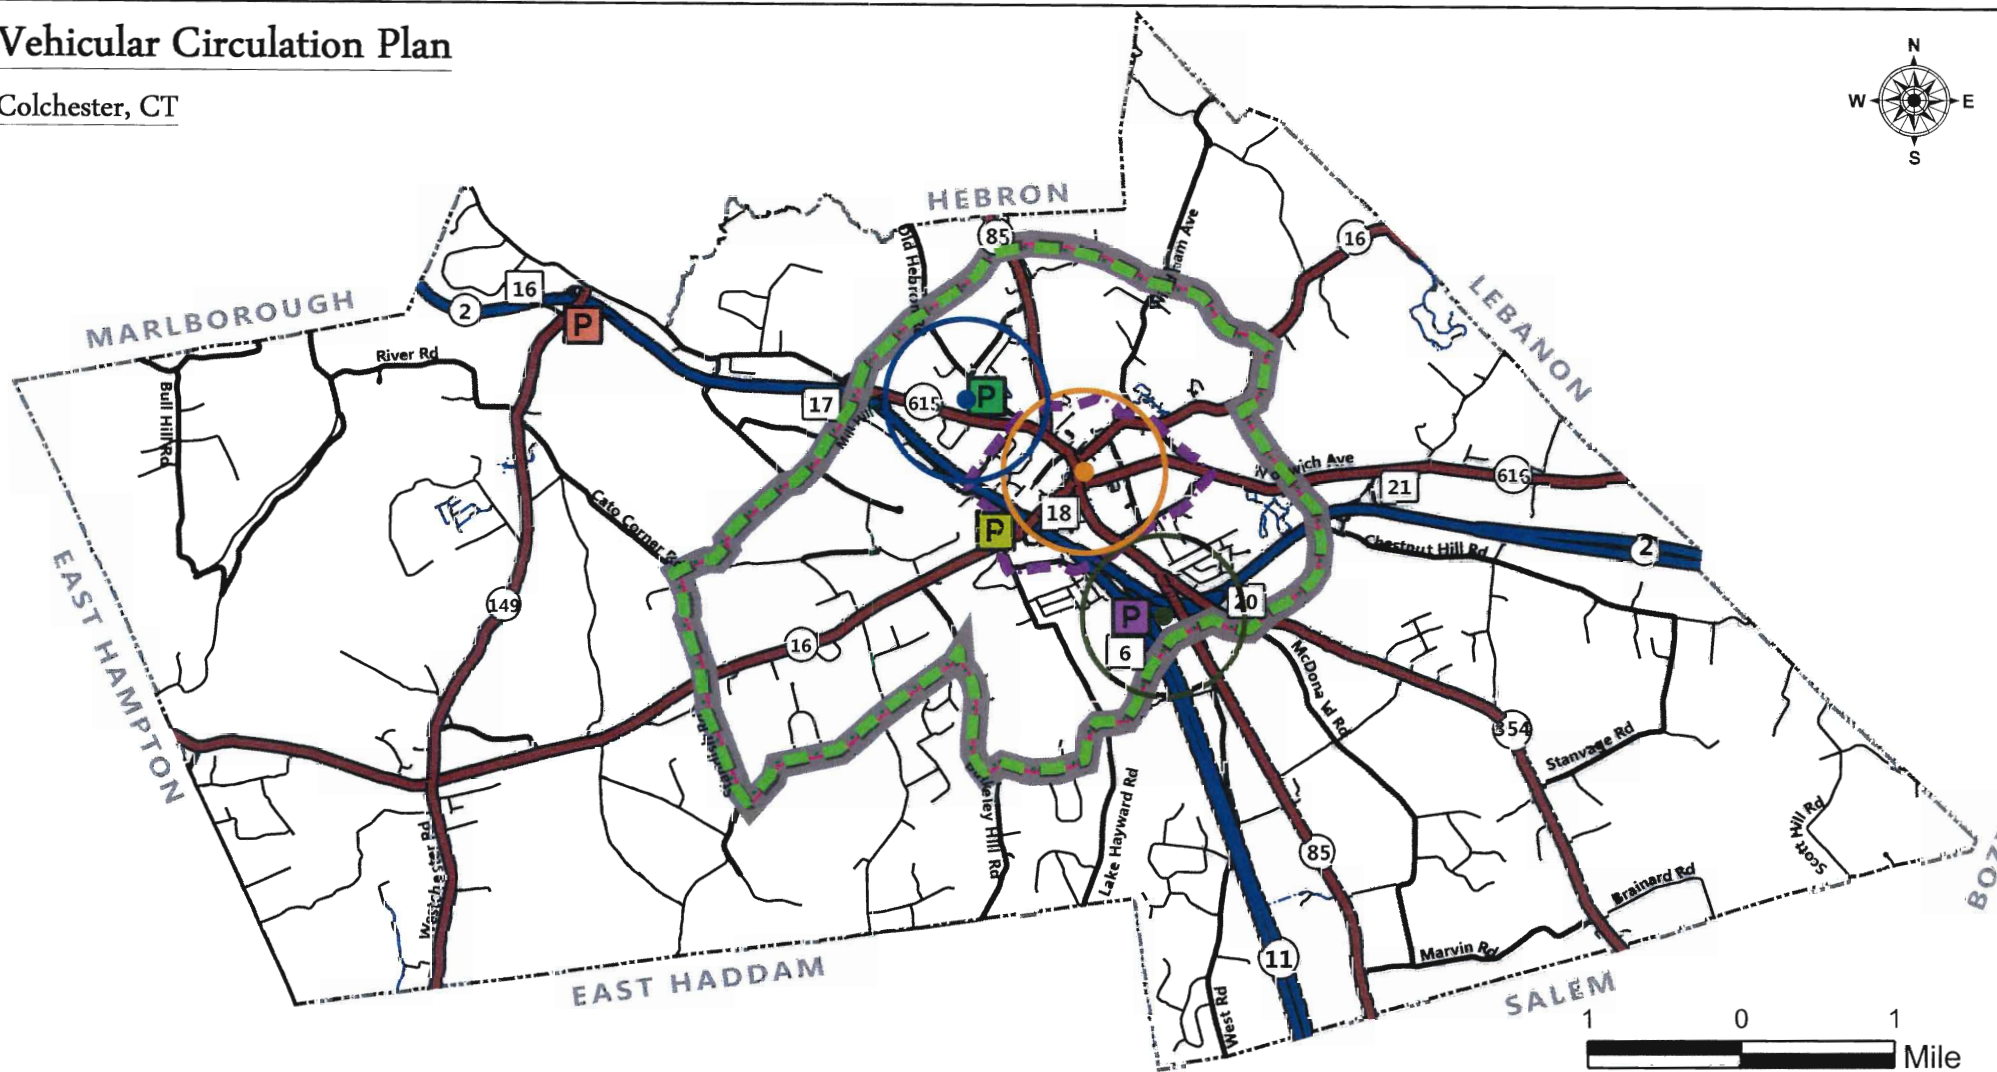 Vehicular Circulation Plan
Colchester, CT
N
W
E
S
HEBRON
85
16
LEBANON
MARLBOROUGH
16
2
P
River Rd
Bull Hill Rd
17
615
P
Norwich Ave
616
21
2
18
P
Cato Corner Rd
Chestnut Hill Rd
EAST HAMPTON
149
16
P
6
20
McDonald Rd
354
Stanvage Rd
Scott Hill Rd
Lake Hayward Rd
85
Brainard Rd
Marvin Rd
11
West Rd
EAST HADDAM
SALEM
1
0
1
Mile